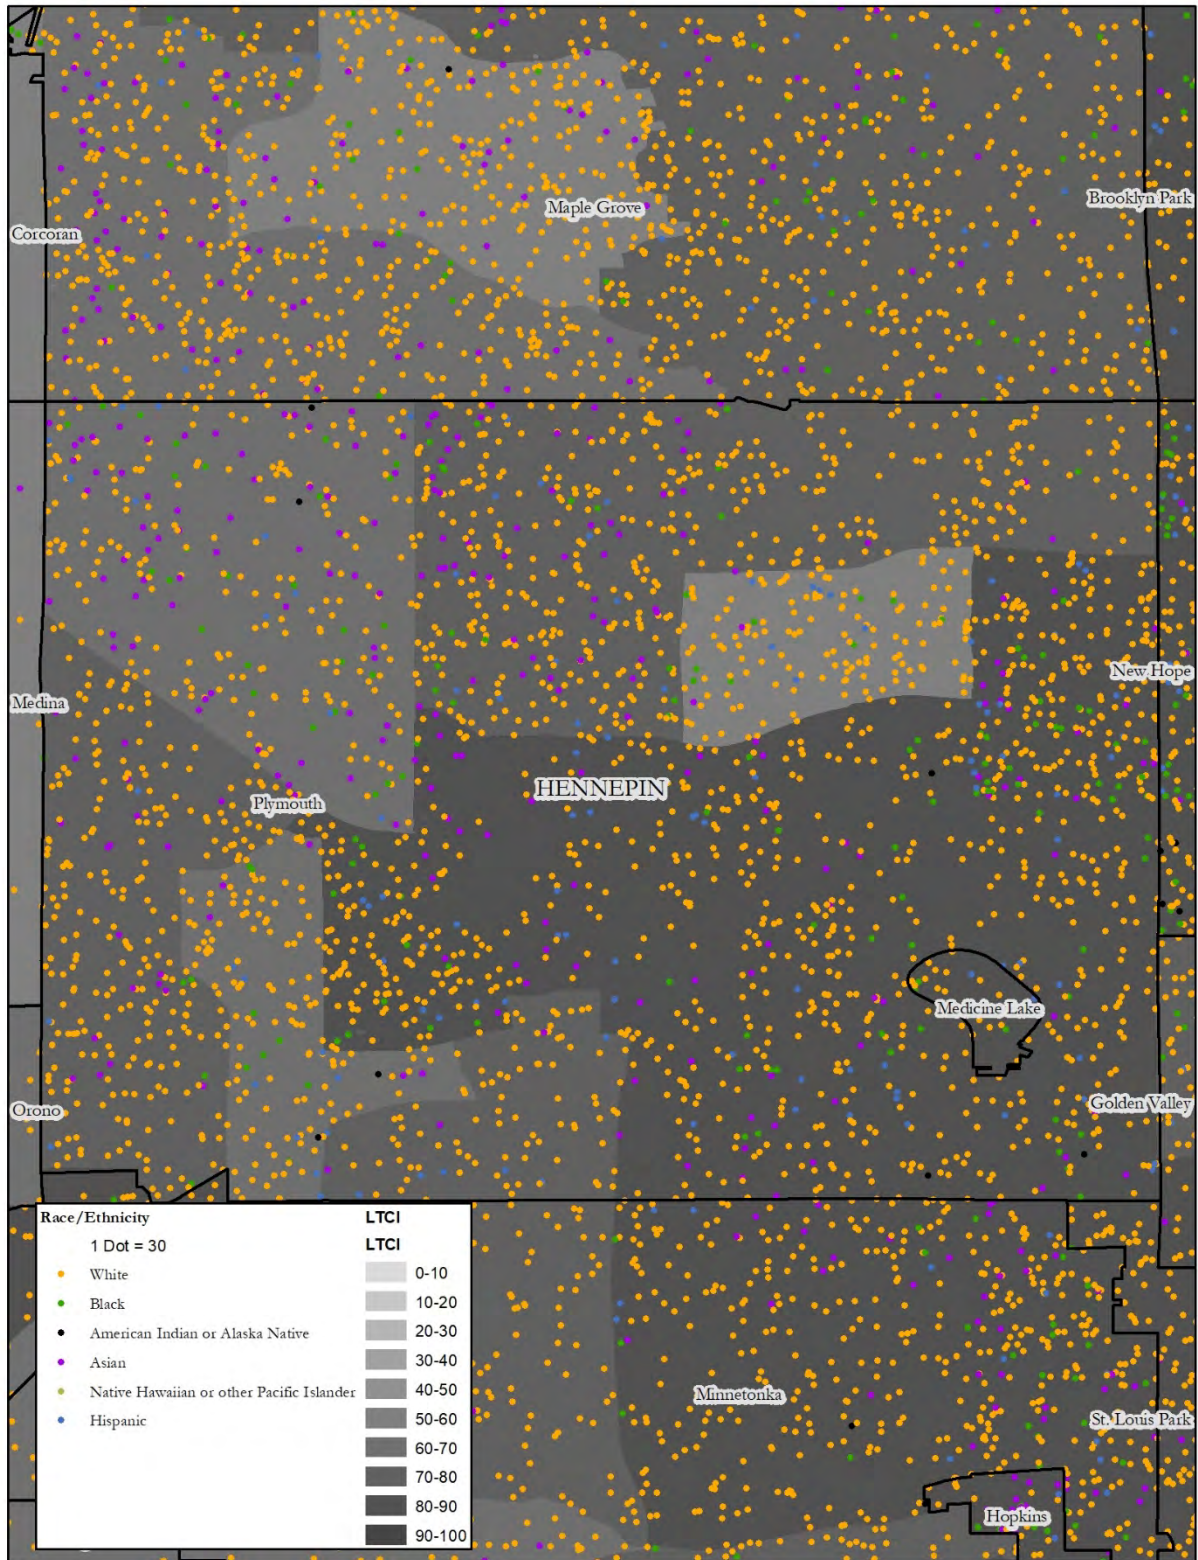 Maple Grove
Brooklyn Park
Corcoran
New Hope
Medina
HENNEPIN
Plymouth
Medicine Lake
Golden Valley
Orono
Race/Ethnicity
1 Dot = 30
White
Black
American Indian or Alaska Native
Asian
Native Hawaiian or other Pacific Islander
Hispanic
LTCI
LTCI
0-10
10-20
20-30
30-40
40-50
50-60
60-70
70-80
80-90
90-100
Minnetonka
St. Louis Park
Hopkins